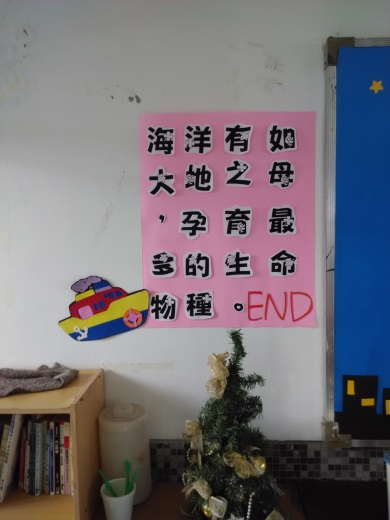 海洋有如
大地之母
，孕育最
多的生命
物種。END